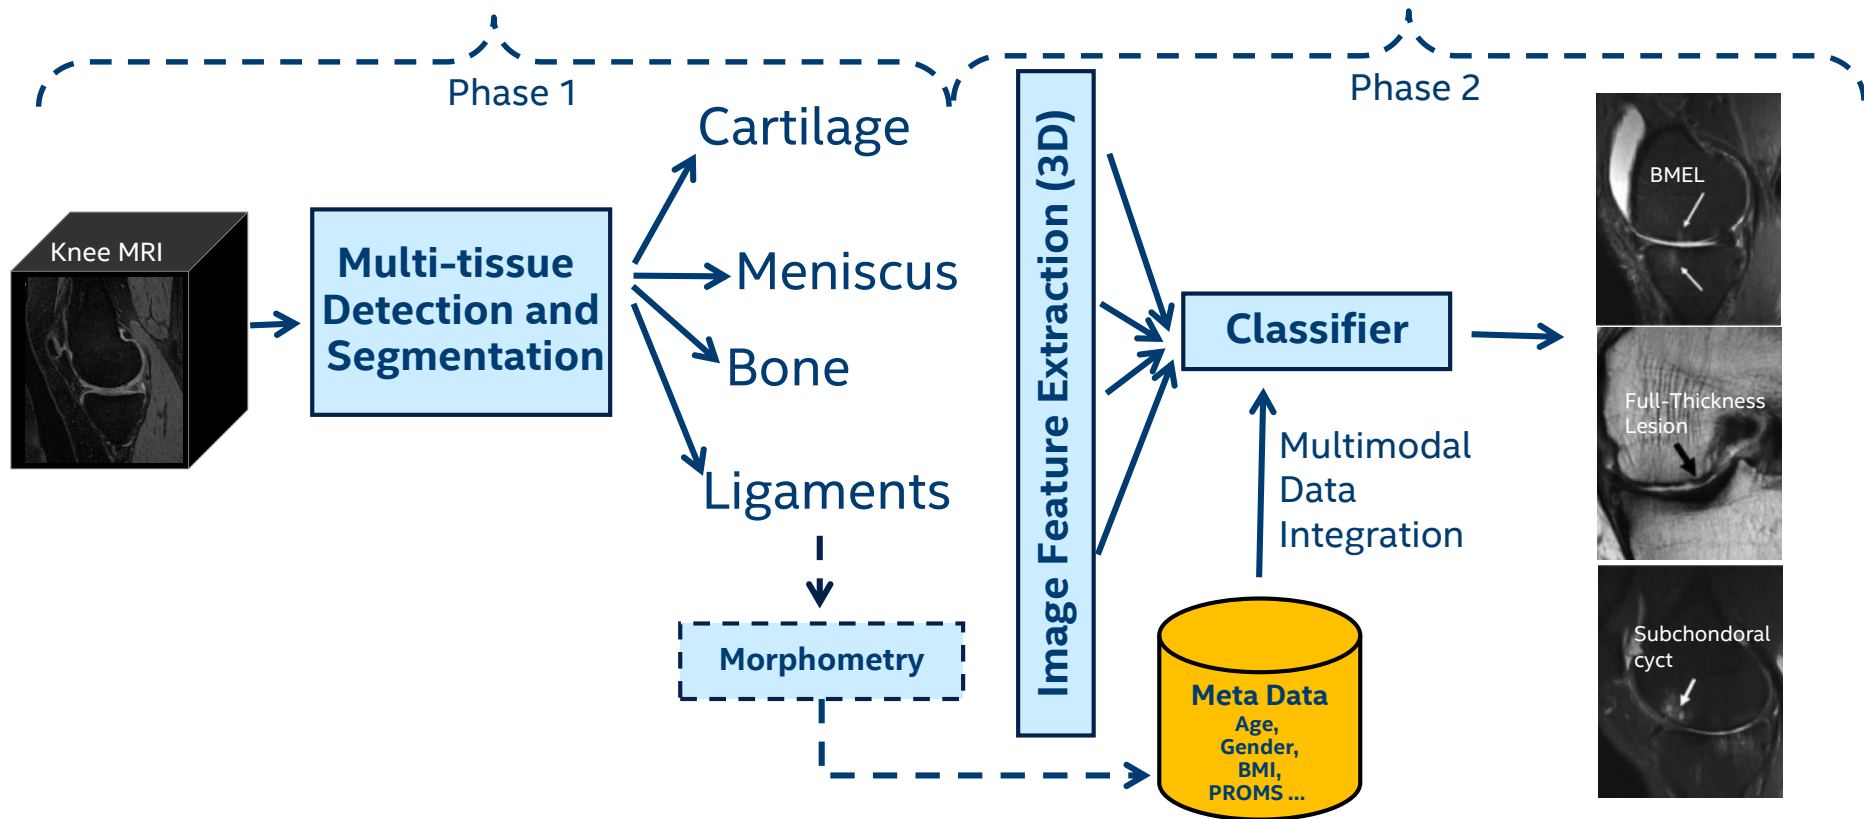 Phase 1
Phase 2
Knee MRI
Multi-tissue
Detection and
Segmentation
Cartilage
Meniscus
Bone
Ligaments
Morphometry
Image Feature Extraction (3D)
Classifier
Multimodal
Data
Integration
Meta Data
Age,
Gender,
BMI,
PROMS ...
BMEL
Full-Thickness
Lesion
Subchondoral
cyct